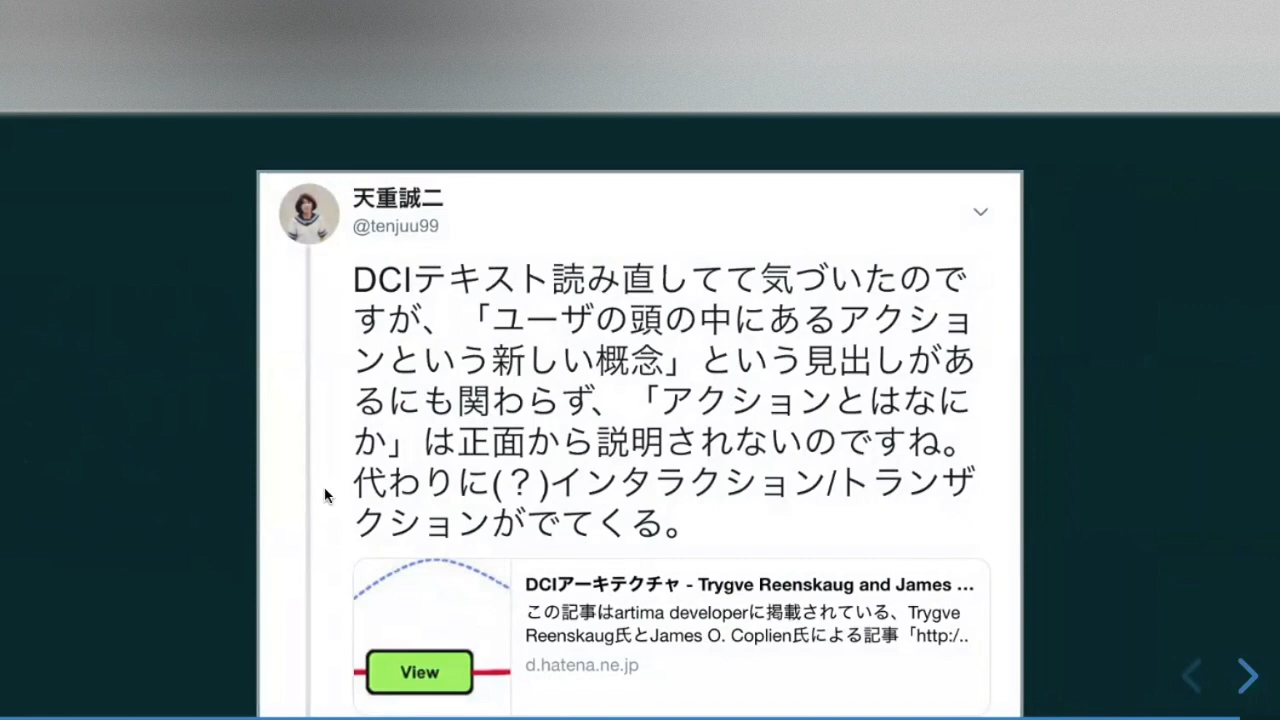 天重誠二
@tenjuu99
DCIテキスト読み直してて気づいたので
すが、「ユーザの頭の中にあるアクショ
ンという新しい概念」という見出しがあ
るにも関わらず、「アクションとはなに
か」は正面から説明されないのですね。
代わりに(？)インタラクション/トランザ
クションがでてくる。
DCIアーキテクチャ - Trygve Reenskaug and James ...
この記事はartima developerに掲載されている、Trygve
Reenskaug氏とJames O. Coplien氏による記事「http:/..
d.hatena.ne.jp
View